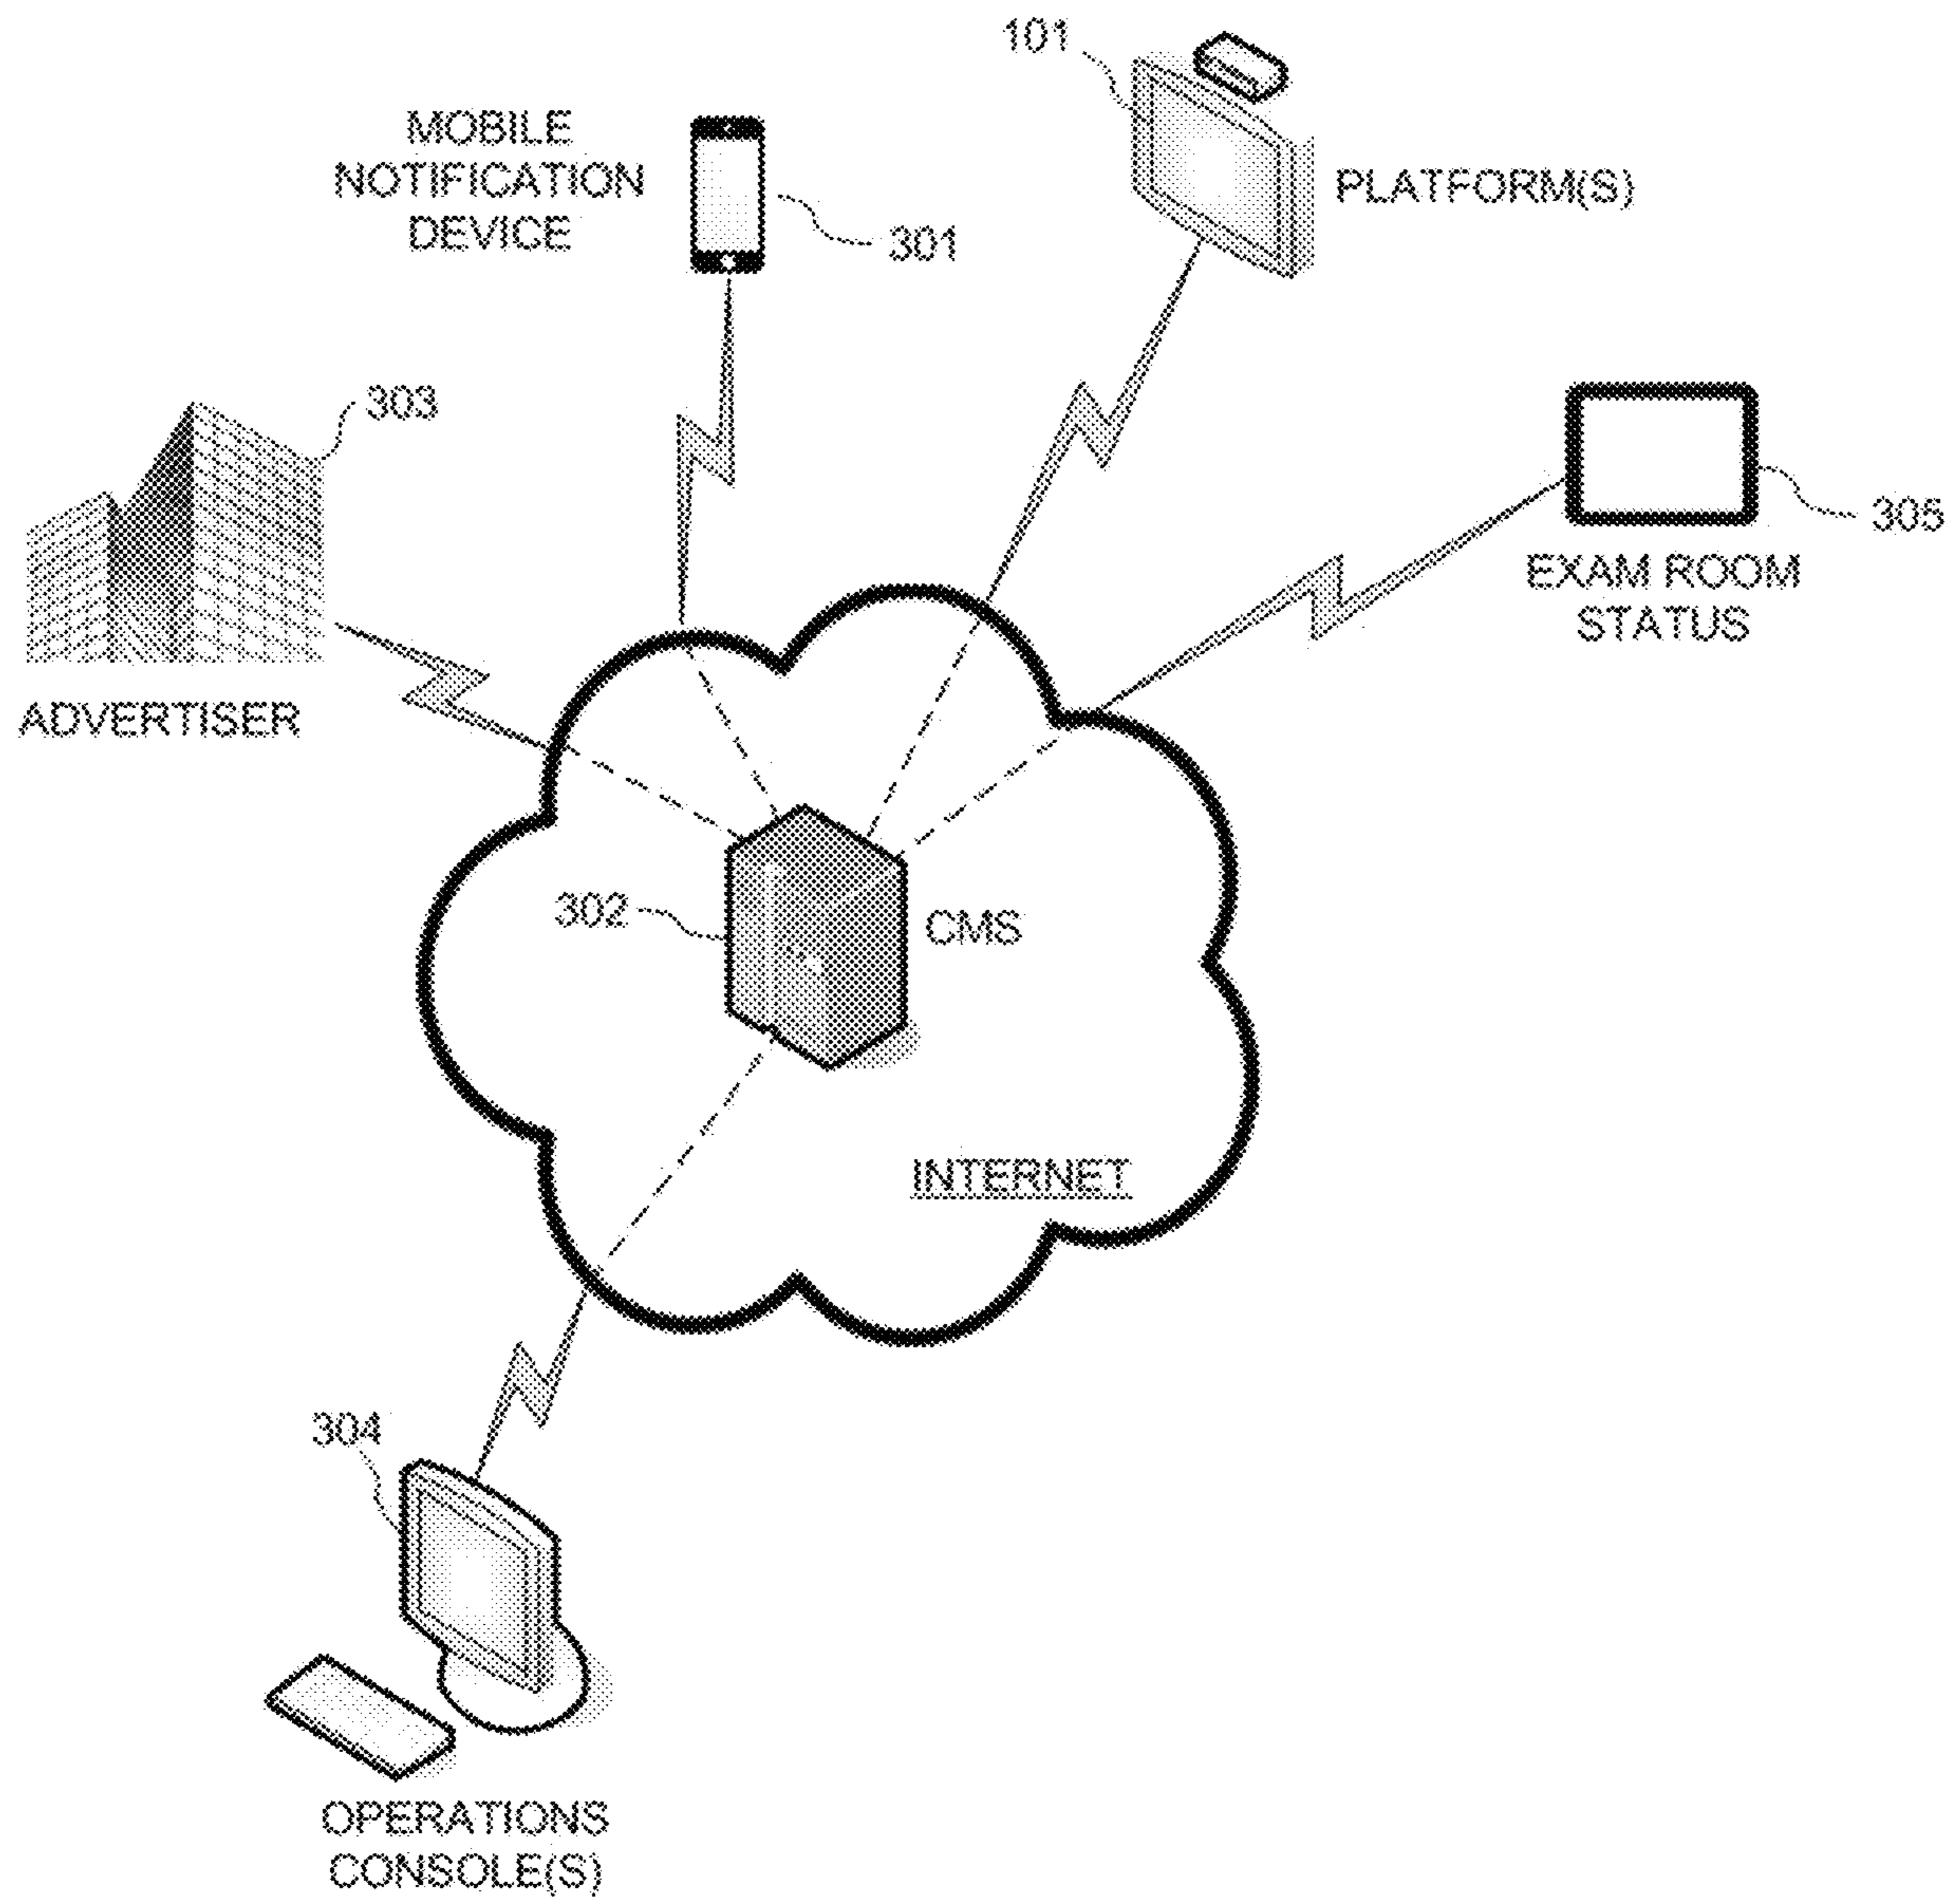 101
MOBILE
NOTIFICATION
DEVICE
301
PLATFORM(S)
303
305
EXAM ROOM
STATUS
ADVERTISER
302
CMS
INTERNET
304
OPERATIONS
CONSOLE(S)